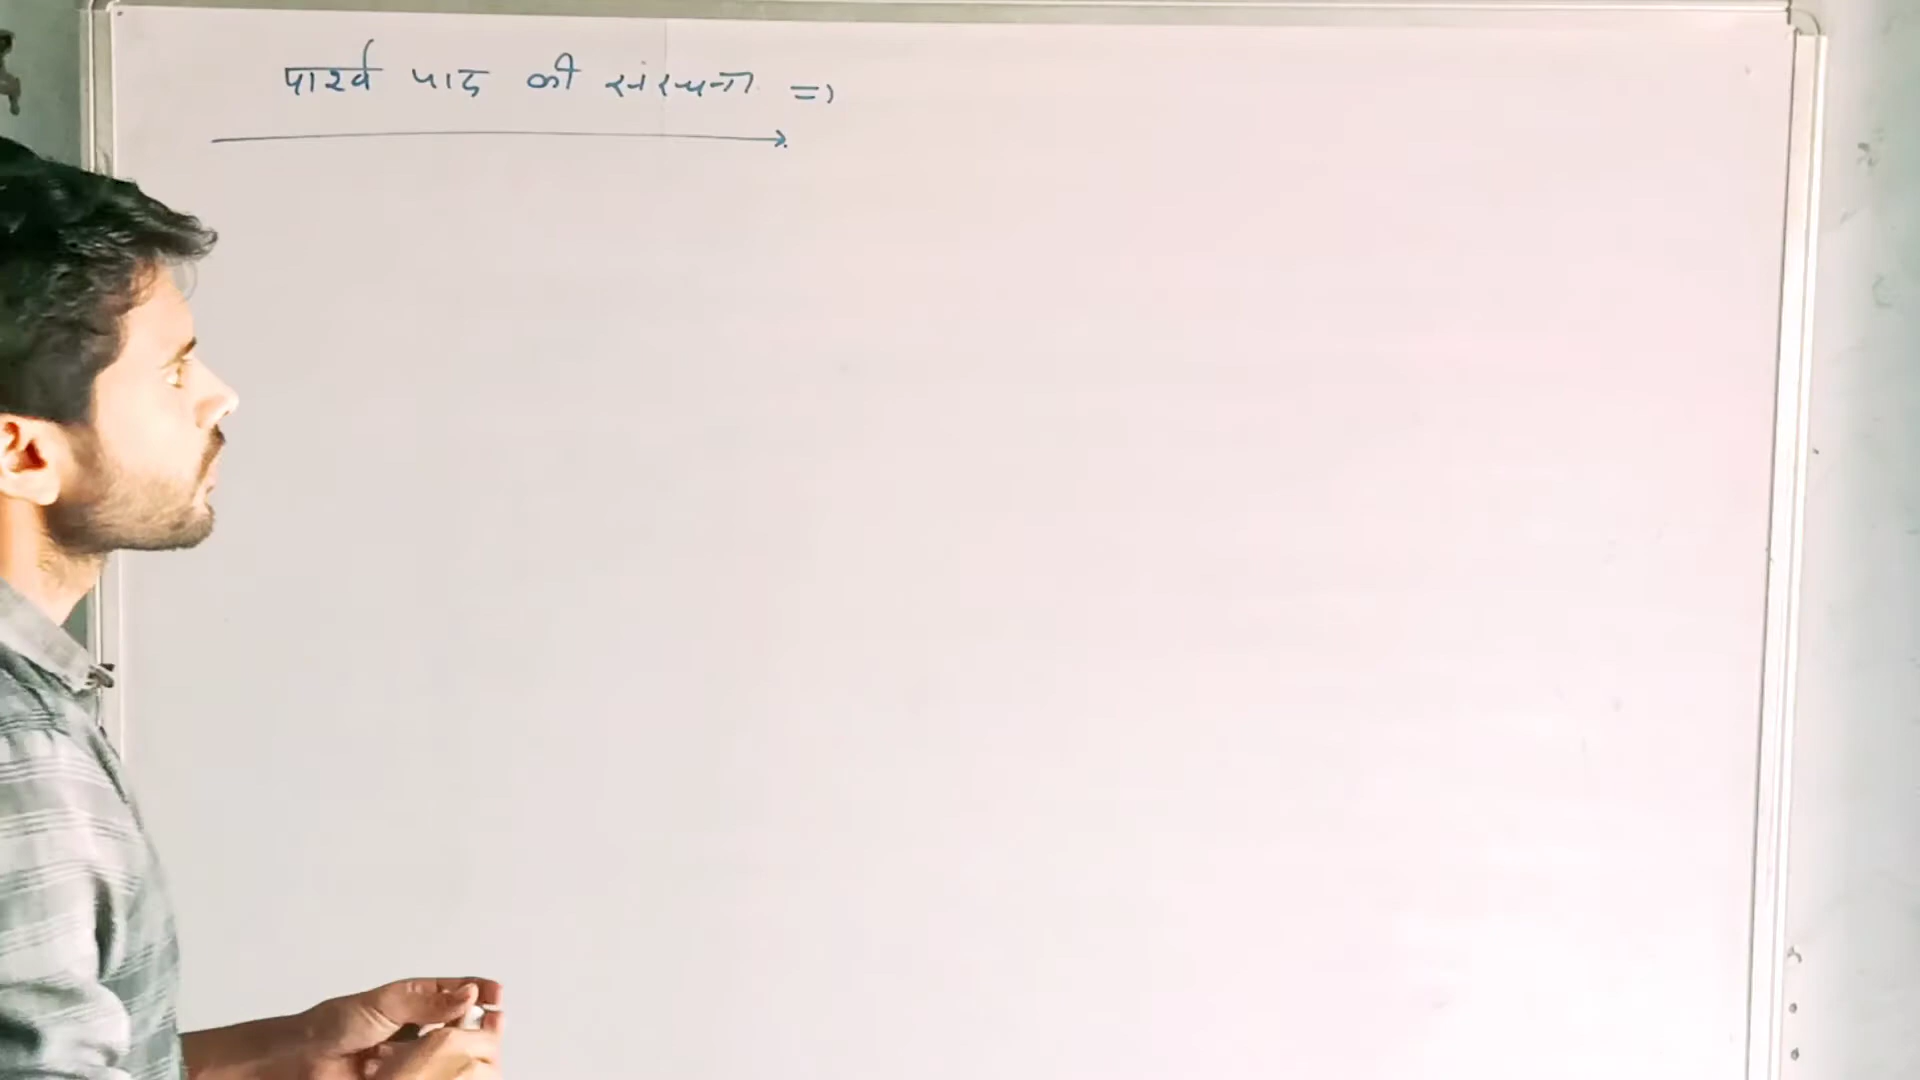 पार्श्व पाद की संरचना =>